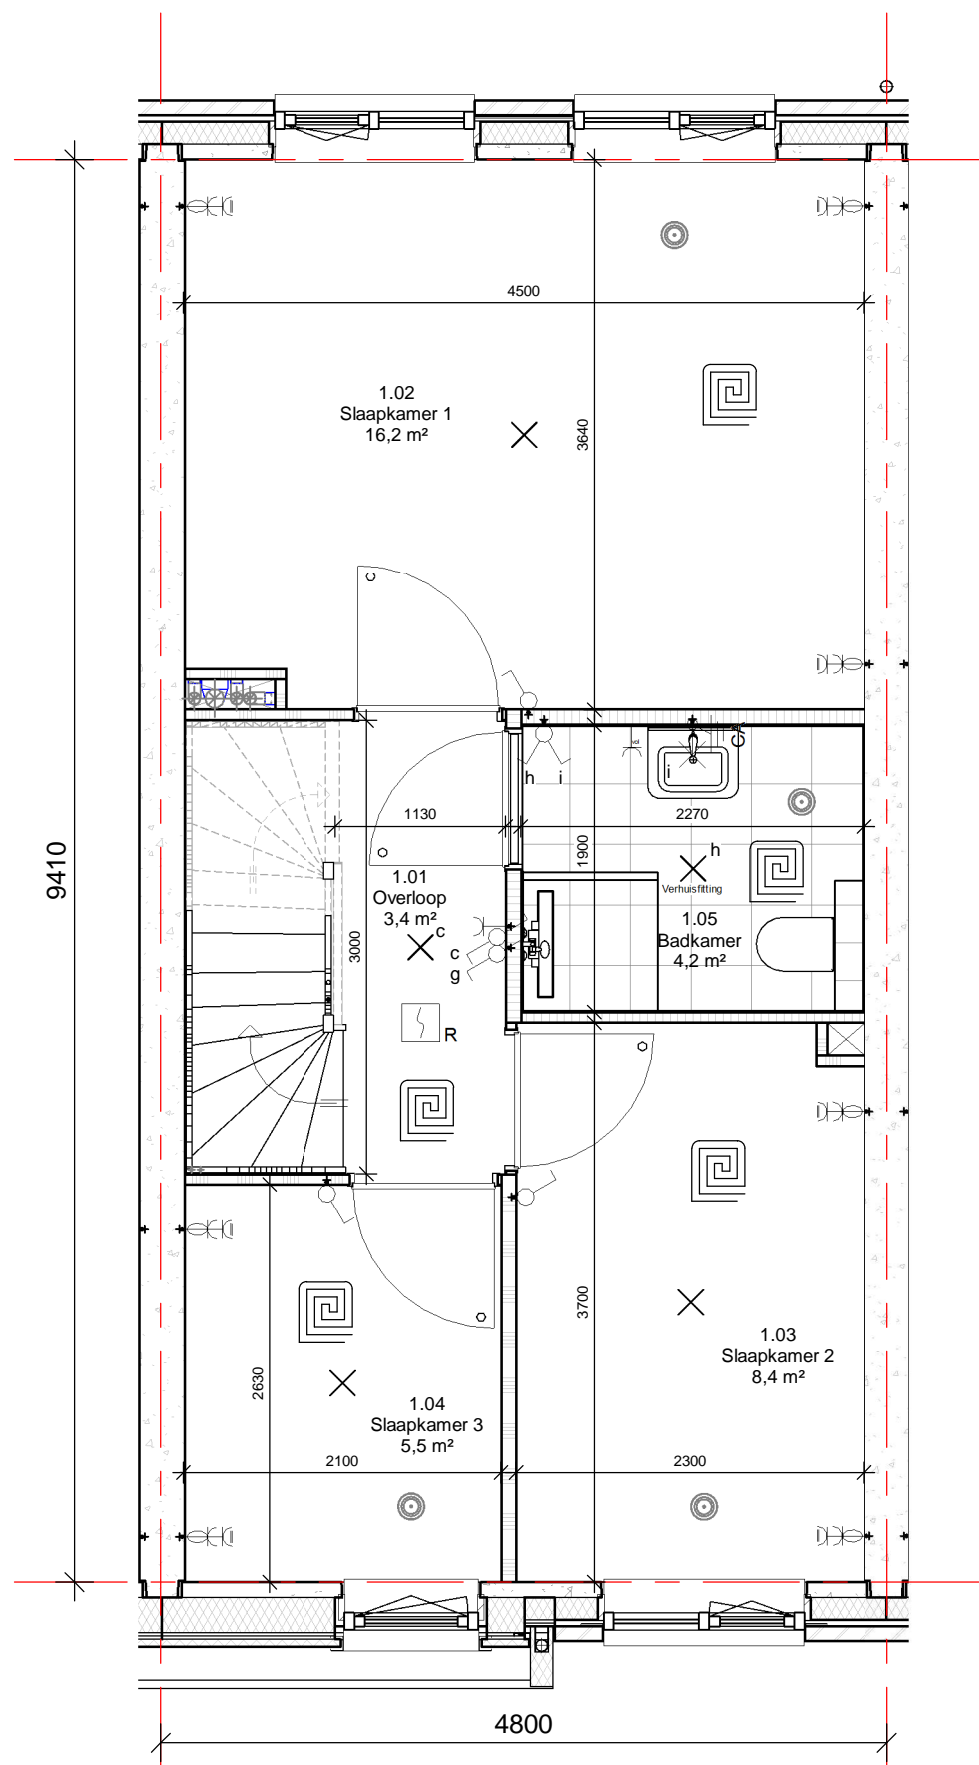 4500
1.02
Slaapkamer 1
16,2 m²
3640
h
i
vol
i
CA
1130
2270
1900
9410
h
Verhuisfitting
1.01
Overloop
3,4 m²
c
3000
c
g
1.05
Badkamer
4,2 m²
R
3700
1.03
Slaapkamer 2
8,4 m²
2630
1.04
Slaapkamer 3
5,5 m²
2100
2300
4800